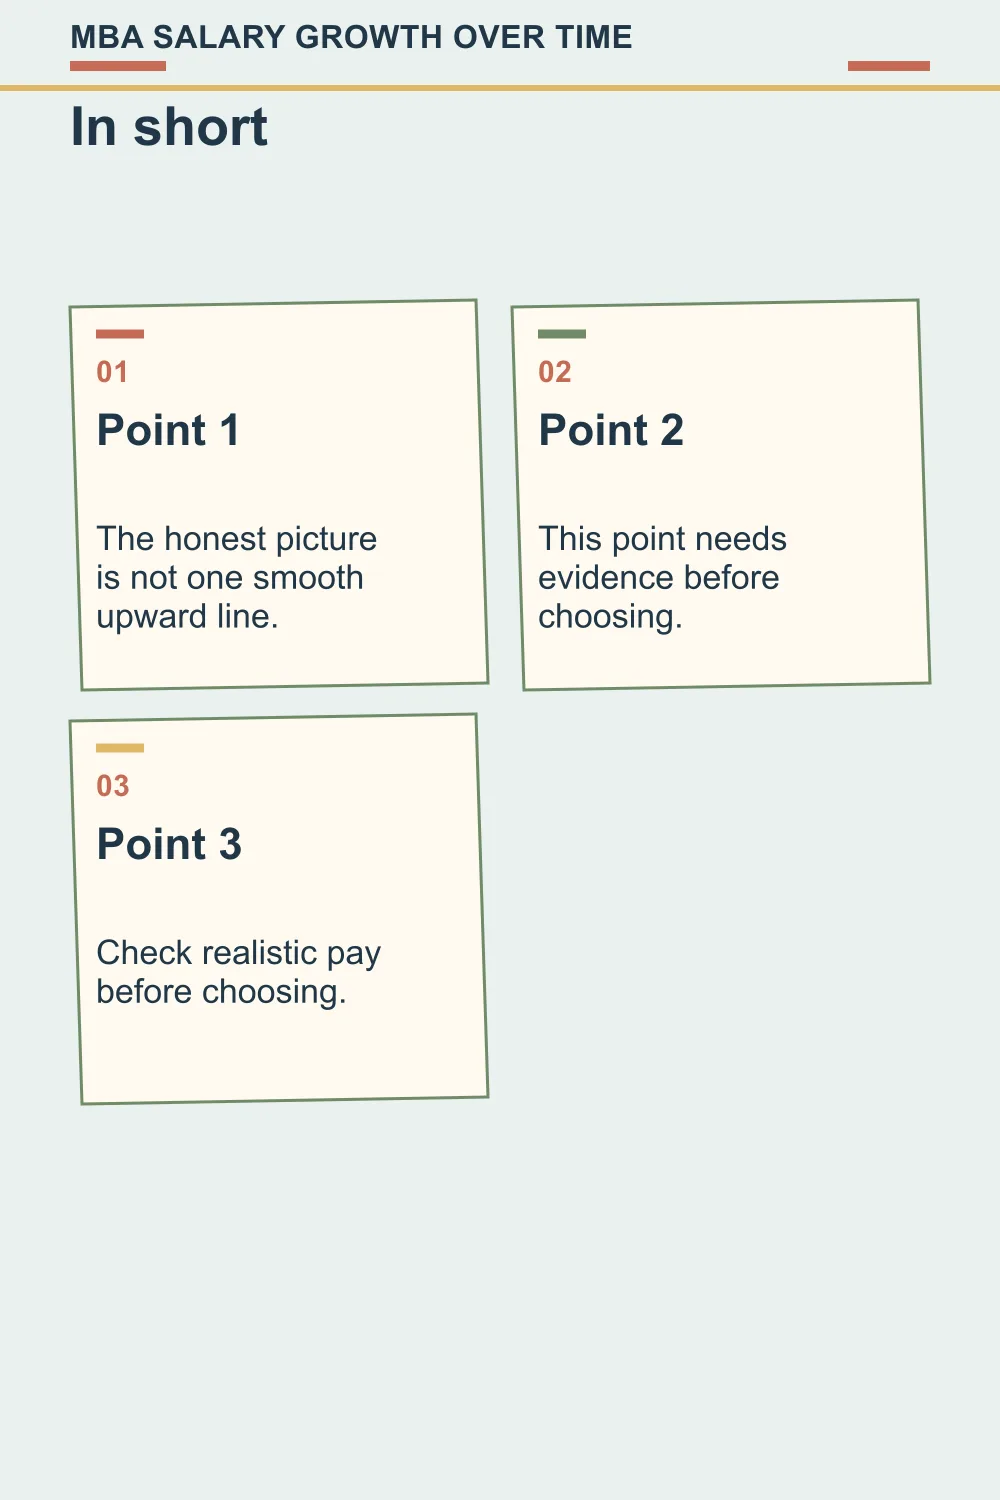 MBA SALARY GROWTH OVER TIME
In short
01
Point 1
The honest picture
is not one smooth
upward line.
02
Point 2
This point needs
evidence before
choosing.
03
Point 3
Check realistic pay
before choosing.